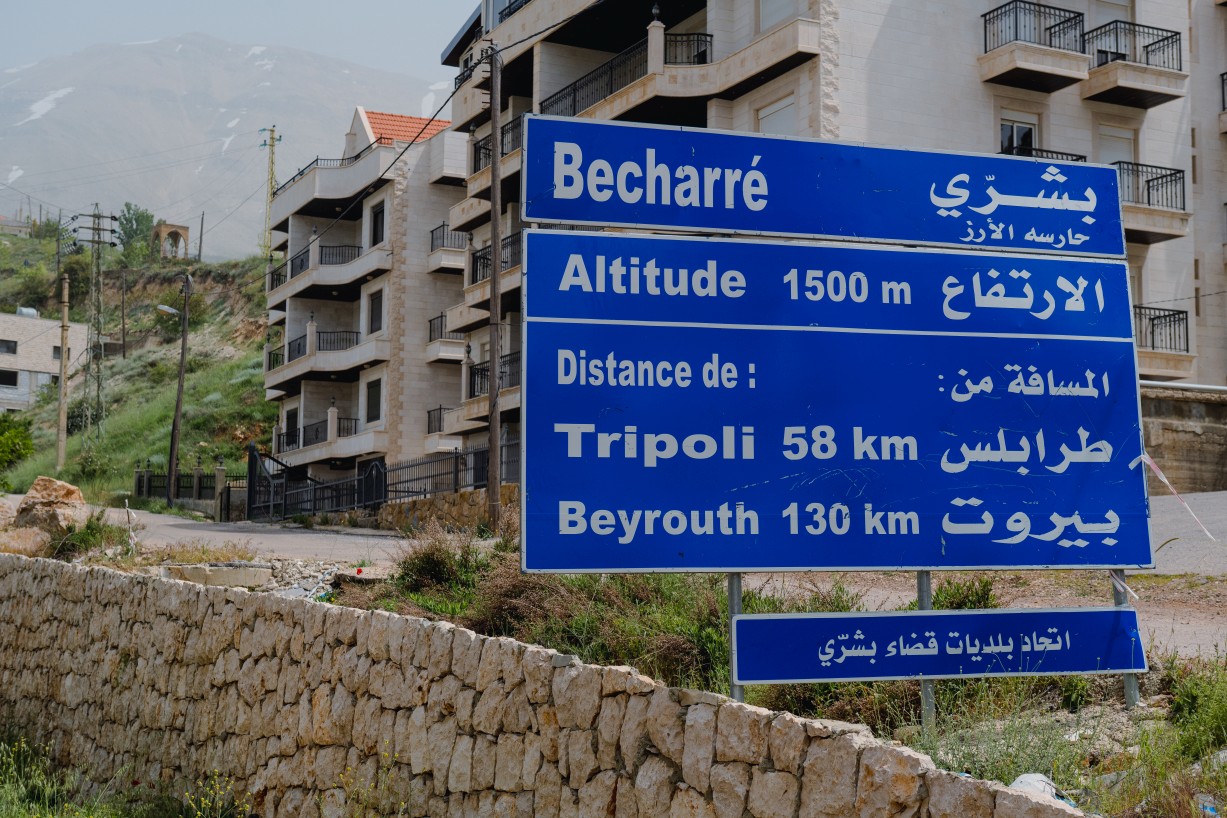 Becharré بشرّي
حارسه الأرز
Altitude 1500 m الارتفاع
Distance de : المسافة من:
Tripoli 58 km طرابلس
Beyrouth 130 km بيروت
اتحاد بلديات قضاء بشرّي